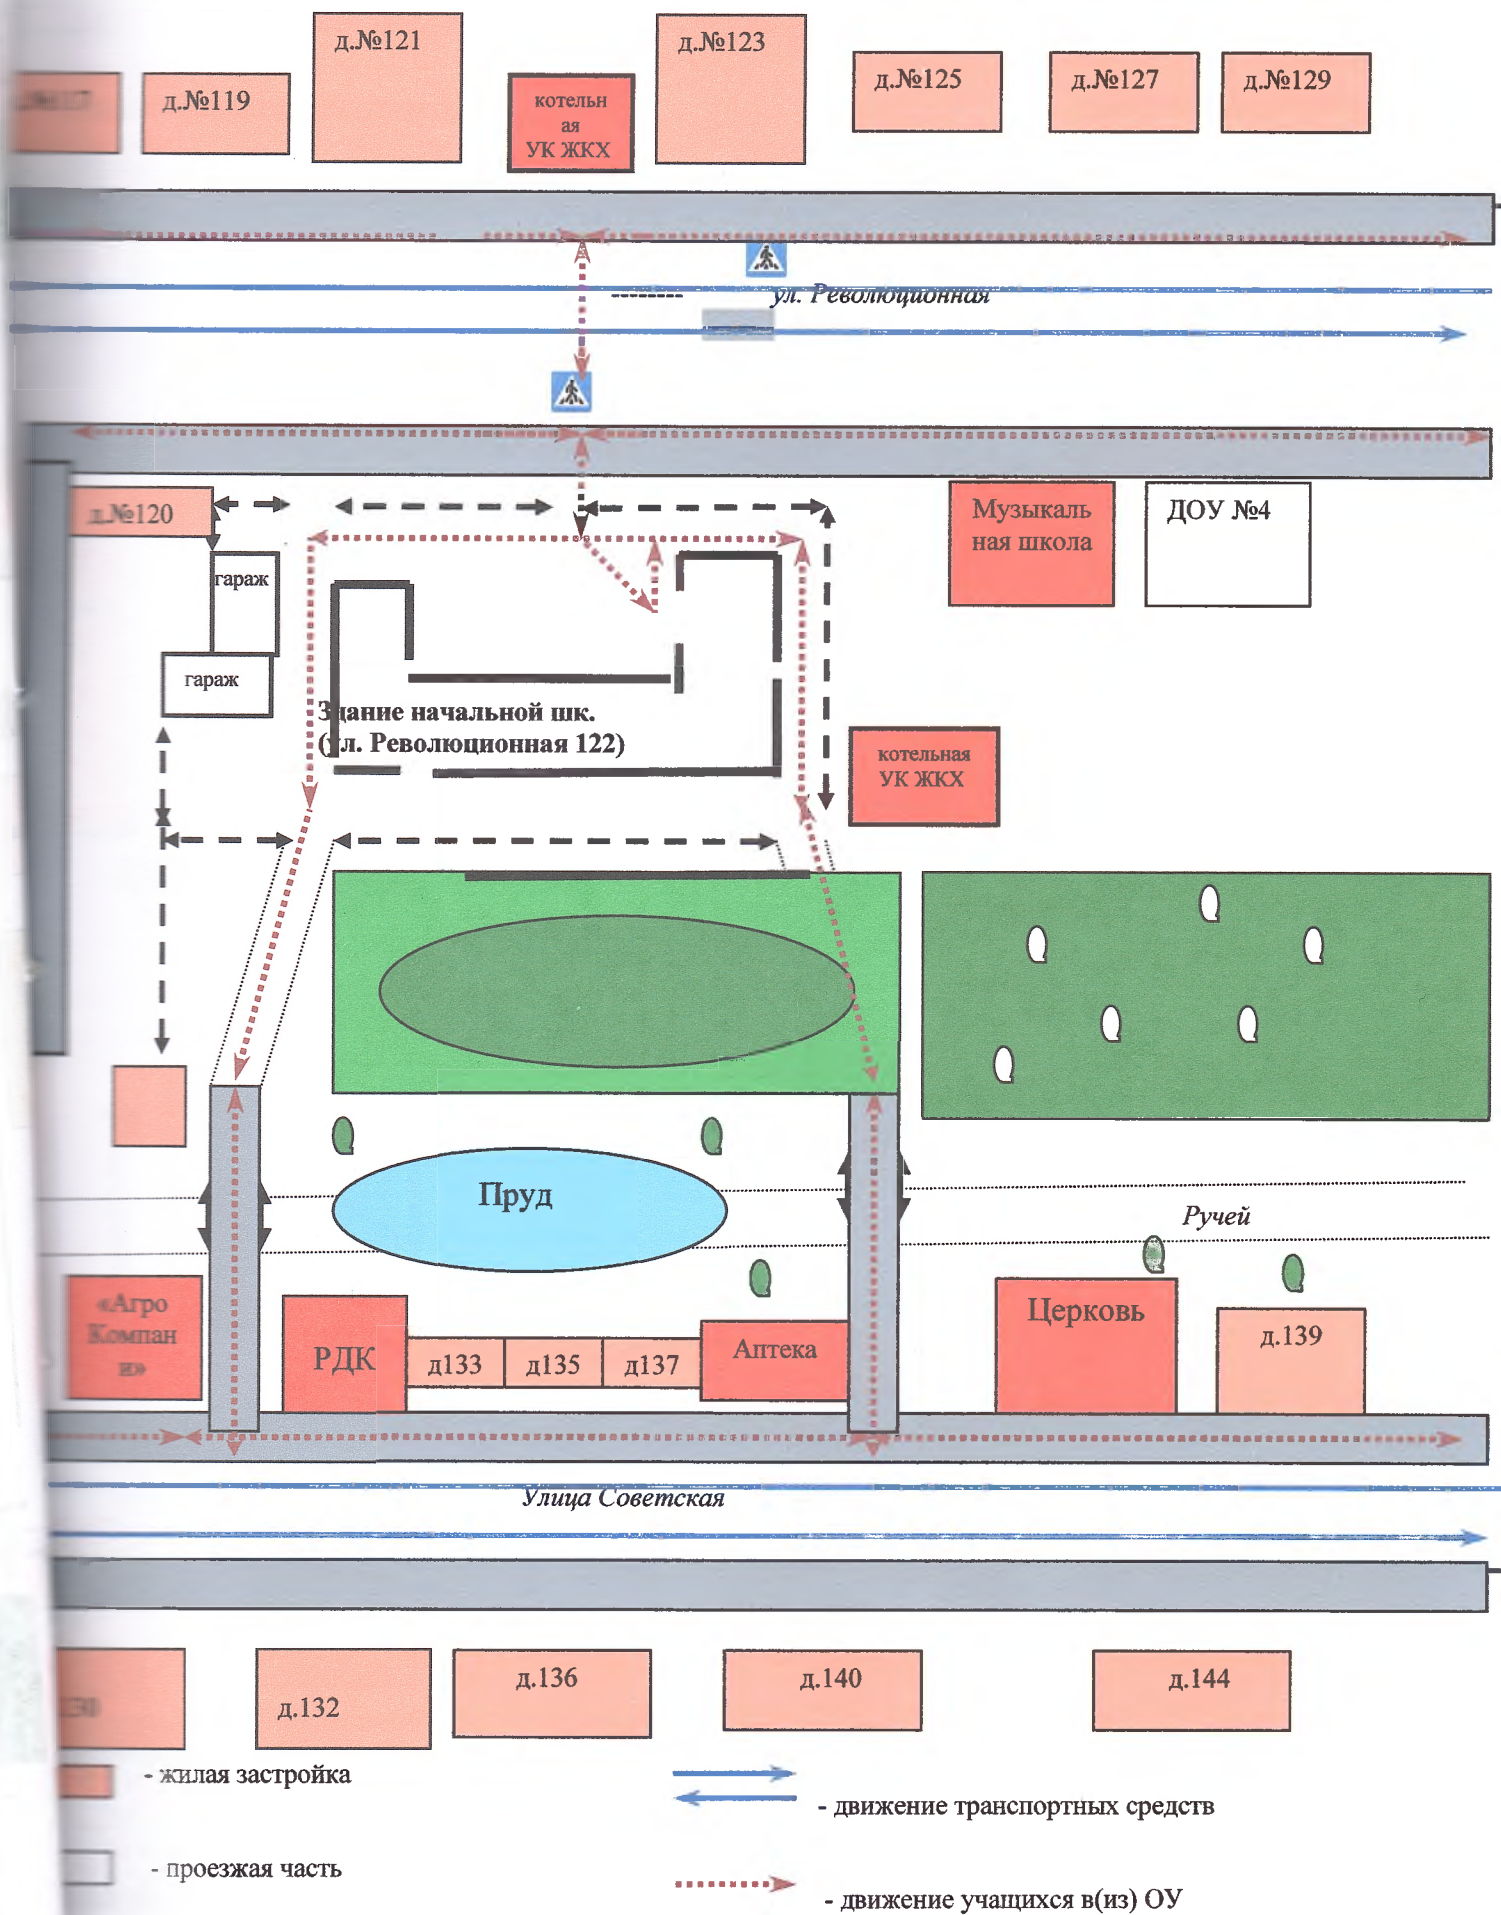 д.№121
д.№123
д.№119
котельн
ая
УК ЖКХ
д.№125
д.№127
д.№129
ул. Революционная
д.№120
Музыкаль
ная школа
ДОУ №4
гараж
гараж
Здание начальной шк.
(ул. Революционная 122)
котельная
УК ЖКХ
Пруд
Ручей
«Агро
Компан
и»
РДК
д133
д135
д137
Аптека
Церковь
д.139
Улица Советская
д.132
д.136
д.140
д.144
- жилая застройка
- движение транспортных средств
- проезжая часть
- движение учащихся в(из) ОУ